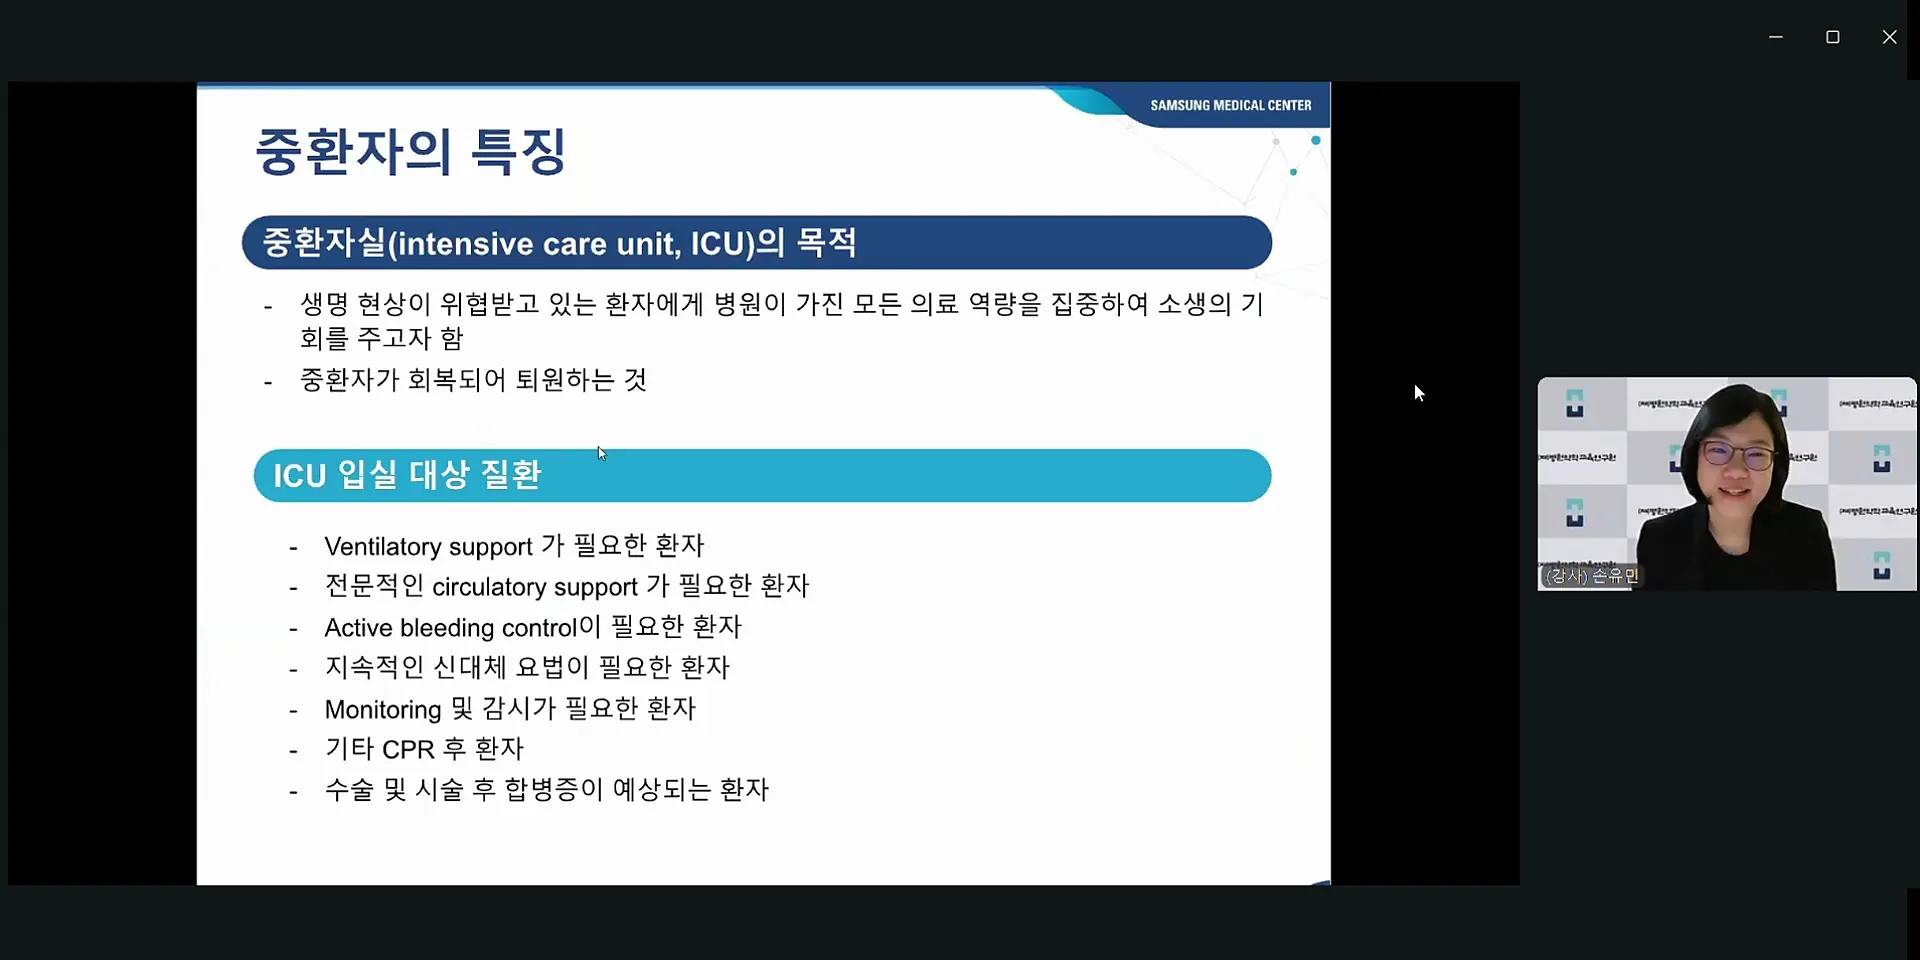 SAMSUNG MEDICAL CENTER
중환자의 특징
중환자실(intensive care unit, ICU)의 목적
- 생명 현상이 위협받고 있는 환자에게 병원이 가진 모든 의료 역량을 집중하여 소생의 기
회를 주고자 함
- 중환자가 회복되어 퇴원하는 것
ICU 입실 대상 질환
- Ventilatory support 가 필요한 환자
- 전문적인 circulatory support 가 필요한 환자
- Active bleeding control이 필요한 환자
- 지속적인 신대체 요법이 필요한 환자
- Monitoring 및 감시가 필요한 환자
- 기타 CPR 후 환자
- 수술 및 시술 후 합병증이 예상되는 환자
(강사) 손유민